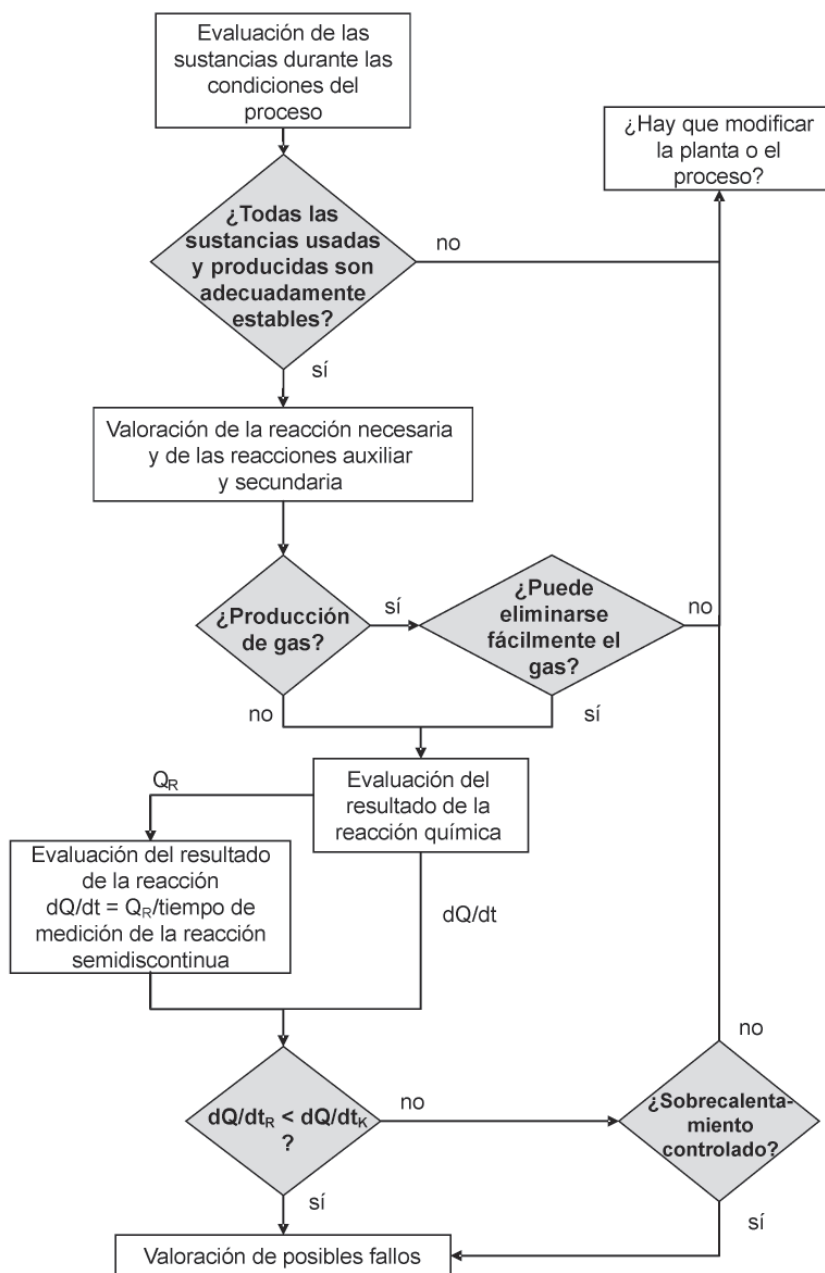 Evaluación de las
sustancias durante las
condiciones del
proceso
¿Hay que modificar
la planta o el
proceso?
¿Todas las
sustancias usadas
y producidas son
adecuadamente
estables?
no
sí
Valoración de la reacción necesaria
y de las reacciones auxiliar
y secundaria
¿Producción
de gas?
sí
¿Puede
eliminarse
fácilmente el
gas?
no
no
sí
Evaluación del
resultado de la
reacción química
QR
Evaluación del resultado
de la reacción
dQ/dt = QR/tiempo de
medición de la reacción
semidiscontinua
dQ/dt
dQ/dtR < dQ/dtK
?
no
¿Sobrecalenta-
miento
controlado?
no
sí
sí
Valoración de posibles fallos